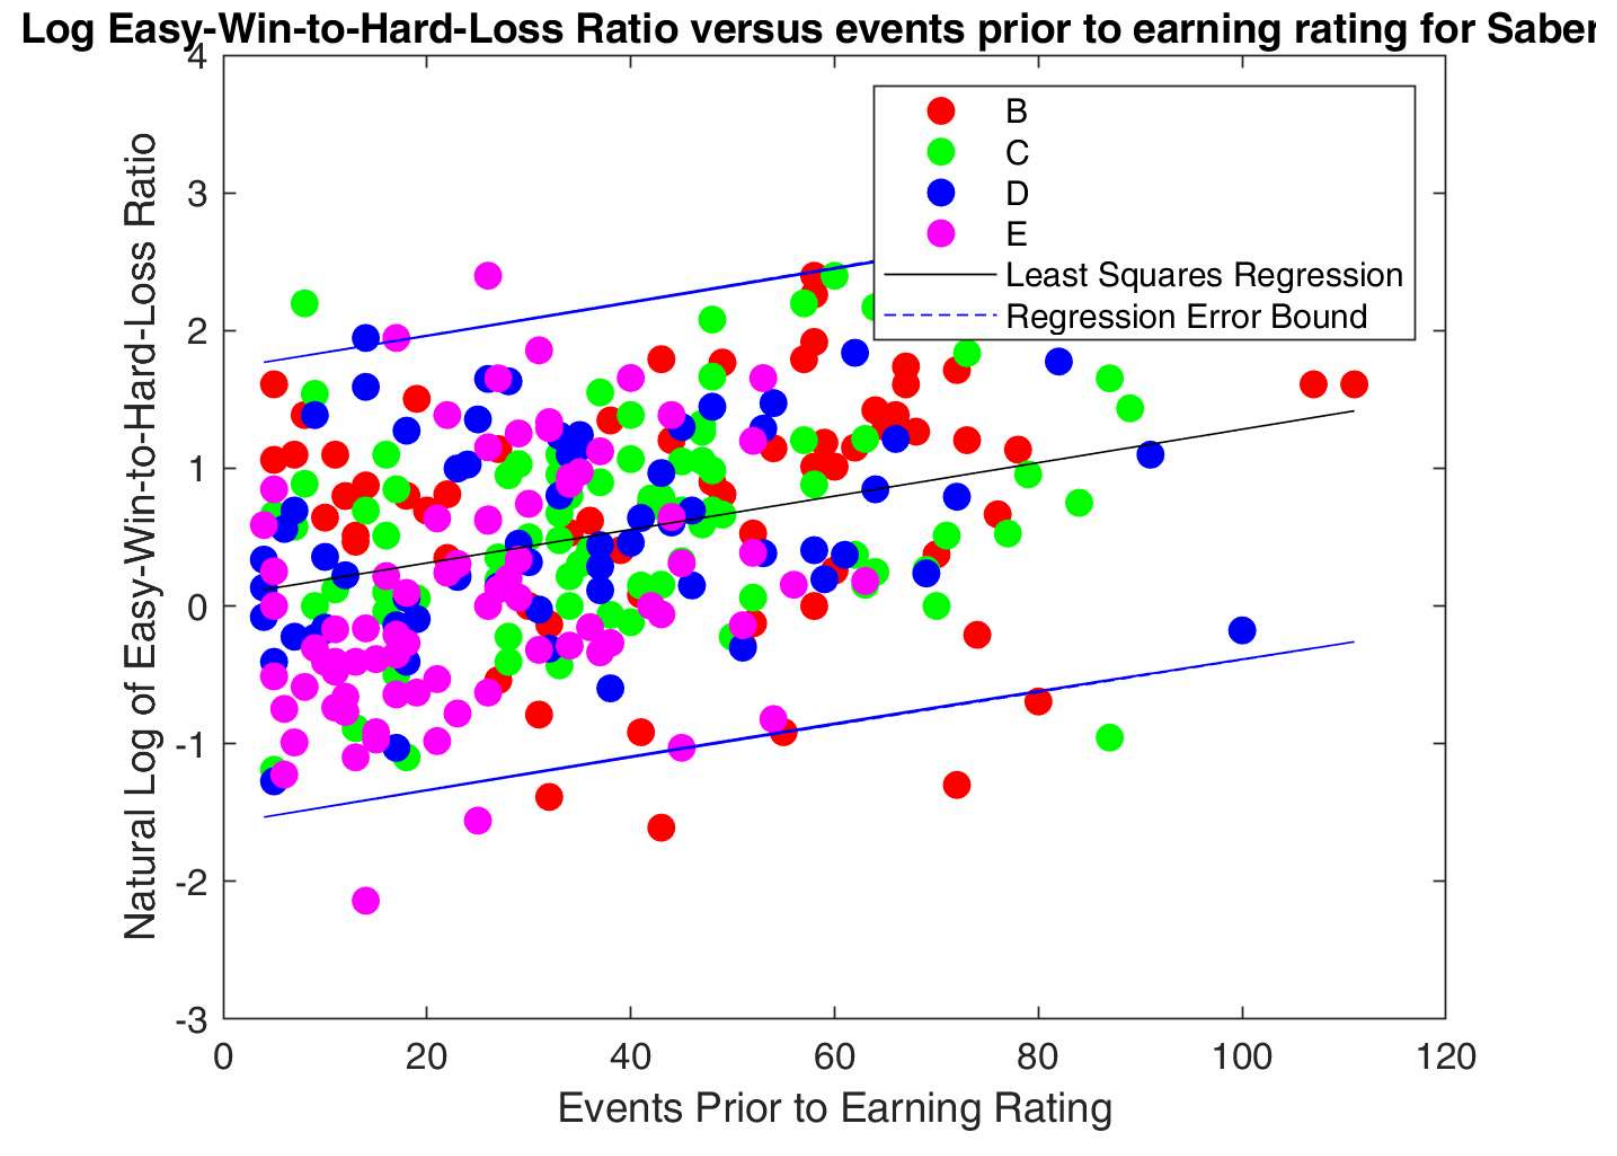 Log Easy-Win-to-Hard-Loss Ratio versus events prior to earning rating for Saber
4
3
2
1
0
-1
-2
-3
Natural Log of Easy-Win-to-Hard-Loss Ratio
B
C
D
E
Least Squares Regression
Regression Error Bound
0 20 40 60 80 100 120
Events Prior to Earning Rating